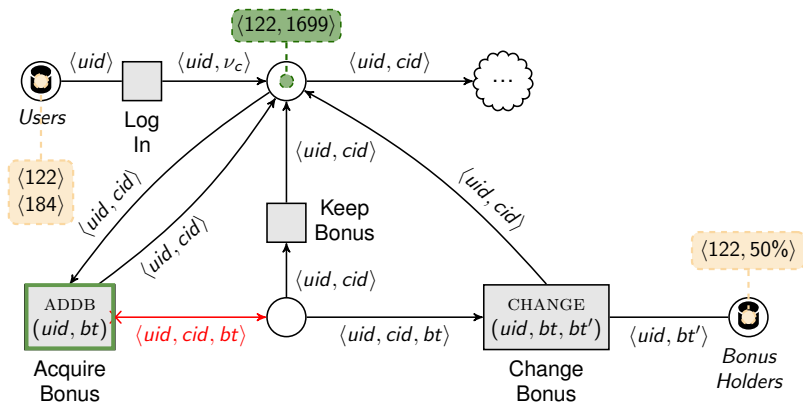 ⟨122, 1699⟩
⟨uid⟩
⟨uid, ν_c⟩
⟨uid, cid⟩
...
Users
Log
In
⟨122⟩
⟨184⟩
⟨uid, cid⟩
⟨uid, cid⟩
⟨uid, cid⟩
Keep
Bonus
⟨uid, cid⟩
⟨uid, cid⟩
⟨122, 50%⟩
ADDB
(uid, bt)
⟨uid, cid, bt⟩
⟨uid, cid, bt⟩
CHANGE
(uid, bt, bt′)
⟨uid, bt′⟩
Acquire
Bonus
Change
Bonus
Bonus
Holders